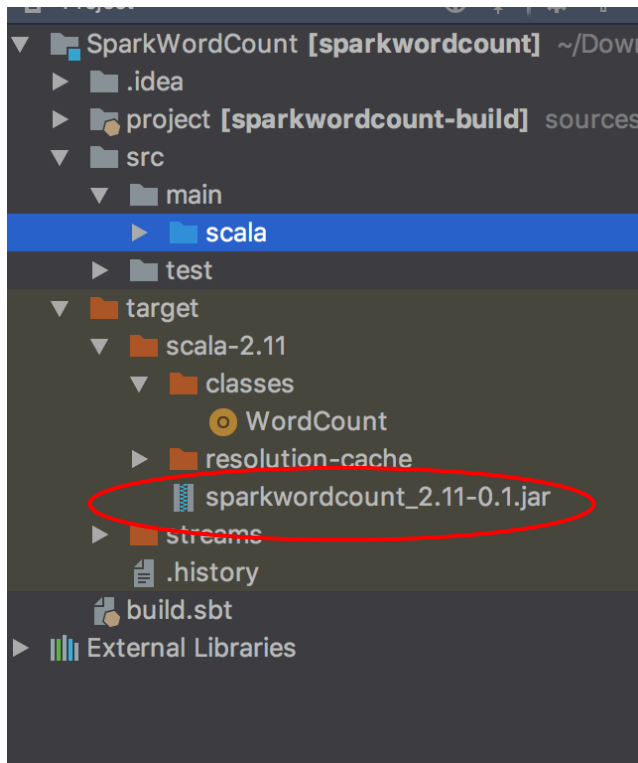 Project
SparkWordCount [sparkwordcount] ~/Dow
.idea
project [sparkwordcount-build] sources
src
main
scala
test
target
scala-2.11
classes
WordCount
resolution-cache
sparkwordcount_2.11-0.1.jar
streams
.history
build.sbt
External Libraries